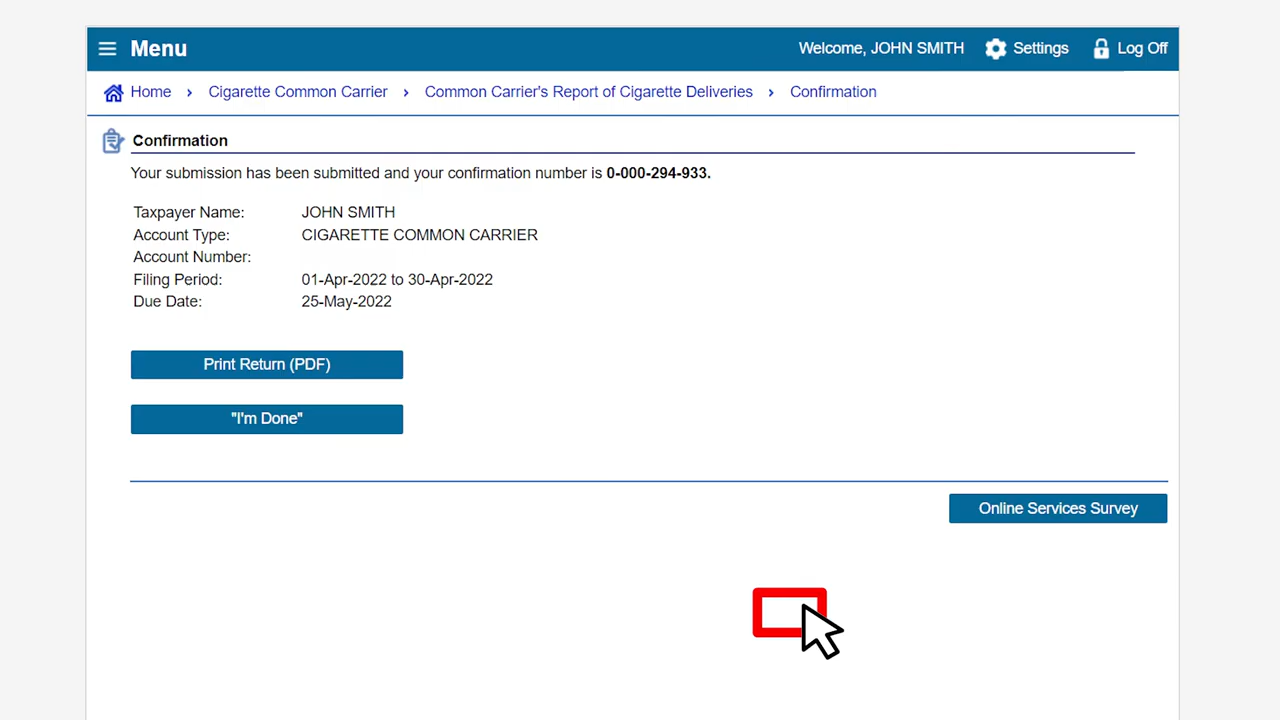 Menu
Welcome, JOHN SMITH Settings Log Off
Home › Cigarette Common Carrier › Common Carrier's Report of Cigarette Deliveries › Confirmation
Confirmation
Your submission has been submitted and your confirmation number is 0-000-294-933.
Taxpayer Name: JOHN SMITH
Account Type: CIGARETTE COMMON CARRIER
Account Number:
Filing Period: 01-Apr-2022 to 30-Apr-2022
Due Date: 25-May-2022
Print Return (PDF)
"I'm Done"
Online Services Survey